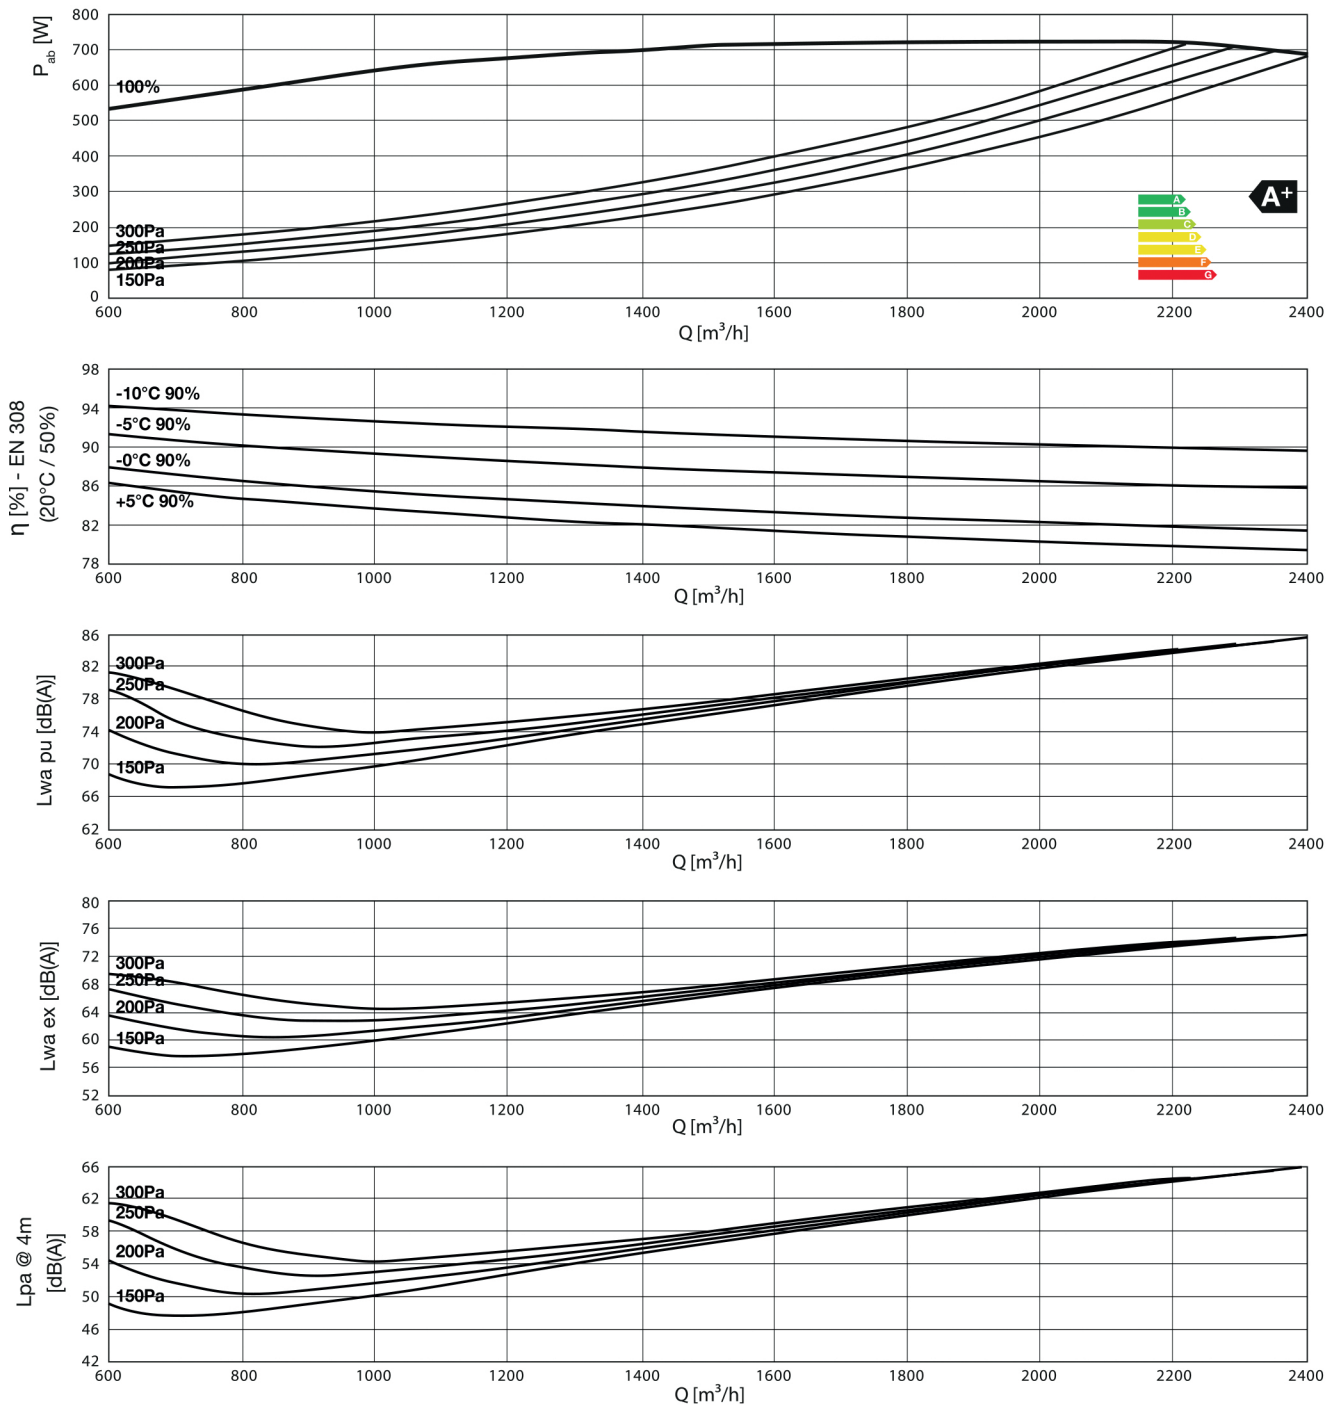 800
700
600
500
400
300
200
100
0
P ab [W]
100%
300Pa
250Pa
200Pa
150Pa
A
B
C
D
E
F
G
A+
600 800 1000 1200 1400 1600 1800 2000 2200 2400
Q [m³/h]
98
94
90
86
82
78
η [%] - EN 308
(20°C / 50%)
-10°C 90%
-5°C 90%
-0°C 90%
+5°C 90%
600 800 1000 1200 1400 1600 1800 2000 2200 2400
Q [m³/h]
86
82
78
74
70
66
62
Lwa pu [dB(A)]
300Pa
250Pa
200Pa
150Pa
600 800 1000 1200 1400 1600 1800 2000 2200 2400
Q [m³/h]
80
76
72
68
64
60
56
52
Lwa ex [dB(A)]
300Pa
250Pa
200Pa
150Pa
600 800 1000 1200 1400 1600 1800 2000 2200 2400
Q [m³/h]
66
62
58
54
50
46
42
Lpa @ 4m
[dB(A)]
300Pa
250Pa
200Pa
150Pa
600 800 1000 1200 1400 1600 1800 2000 2200 2400
Q [m³/h]